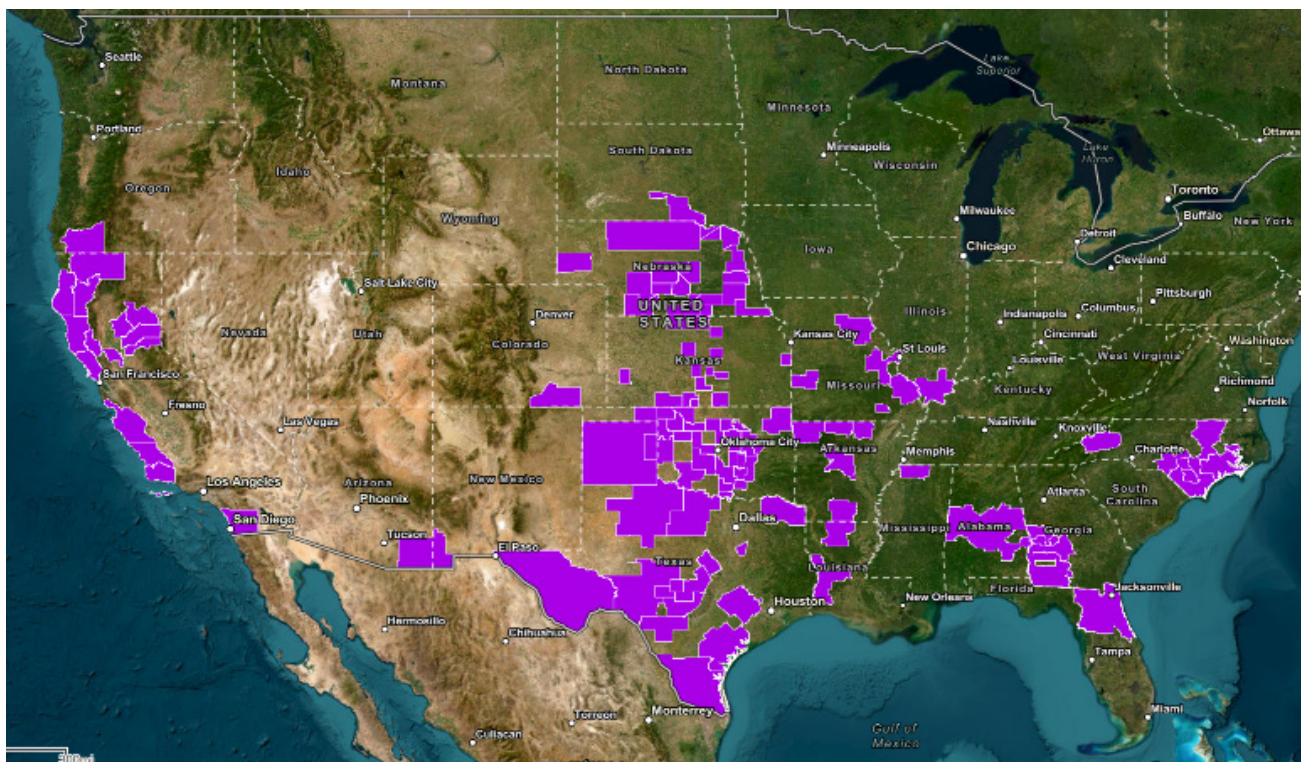 Seattle
Montana
North Dakota
Lake
Superior
Minnesota
Ottawa
Portland
South Dakota
Minneapolis
Wisconsin
Lake
Huron
Oregon
Idaho
Wyoming
Toronto
Milwaukee
Buffalo
New York
Detroit
Iowa
Chicago
Cleveland
Nebraska
Salt Lake City
Pittsburgh
UNITED
STATES
Denver
Illinois
Indianapolis
Columbus
Nevada
Utah
Colorado
Kansas City
Cincinnati
Washington
St Louis
West Virginia
Kansas
Louisville
San Francisco
Missouri
Kentucky
Richmond
Fresno
Norfolk
Las Vegas
Nashville
Knoxville
Oklahoma City
Arkansas
Memphis
Charlotte
Los Angeles
Arizona
New Mexico
Phoenix
Atlanta
South
Carolina
San Diego
Dallas
Mississippi
Alabama
Georgia
Tucson
El Paso
Texas
Louisiana
Florida
Jacksonville
Houston
New Orleans
Hermosillo
Chihuahua
Tampa
Torreon
Monterrey
Miami
Gulf of
Mexico
Culiacan